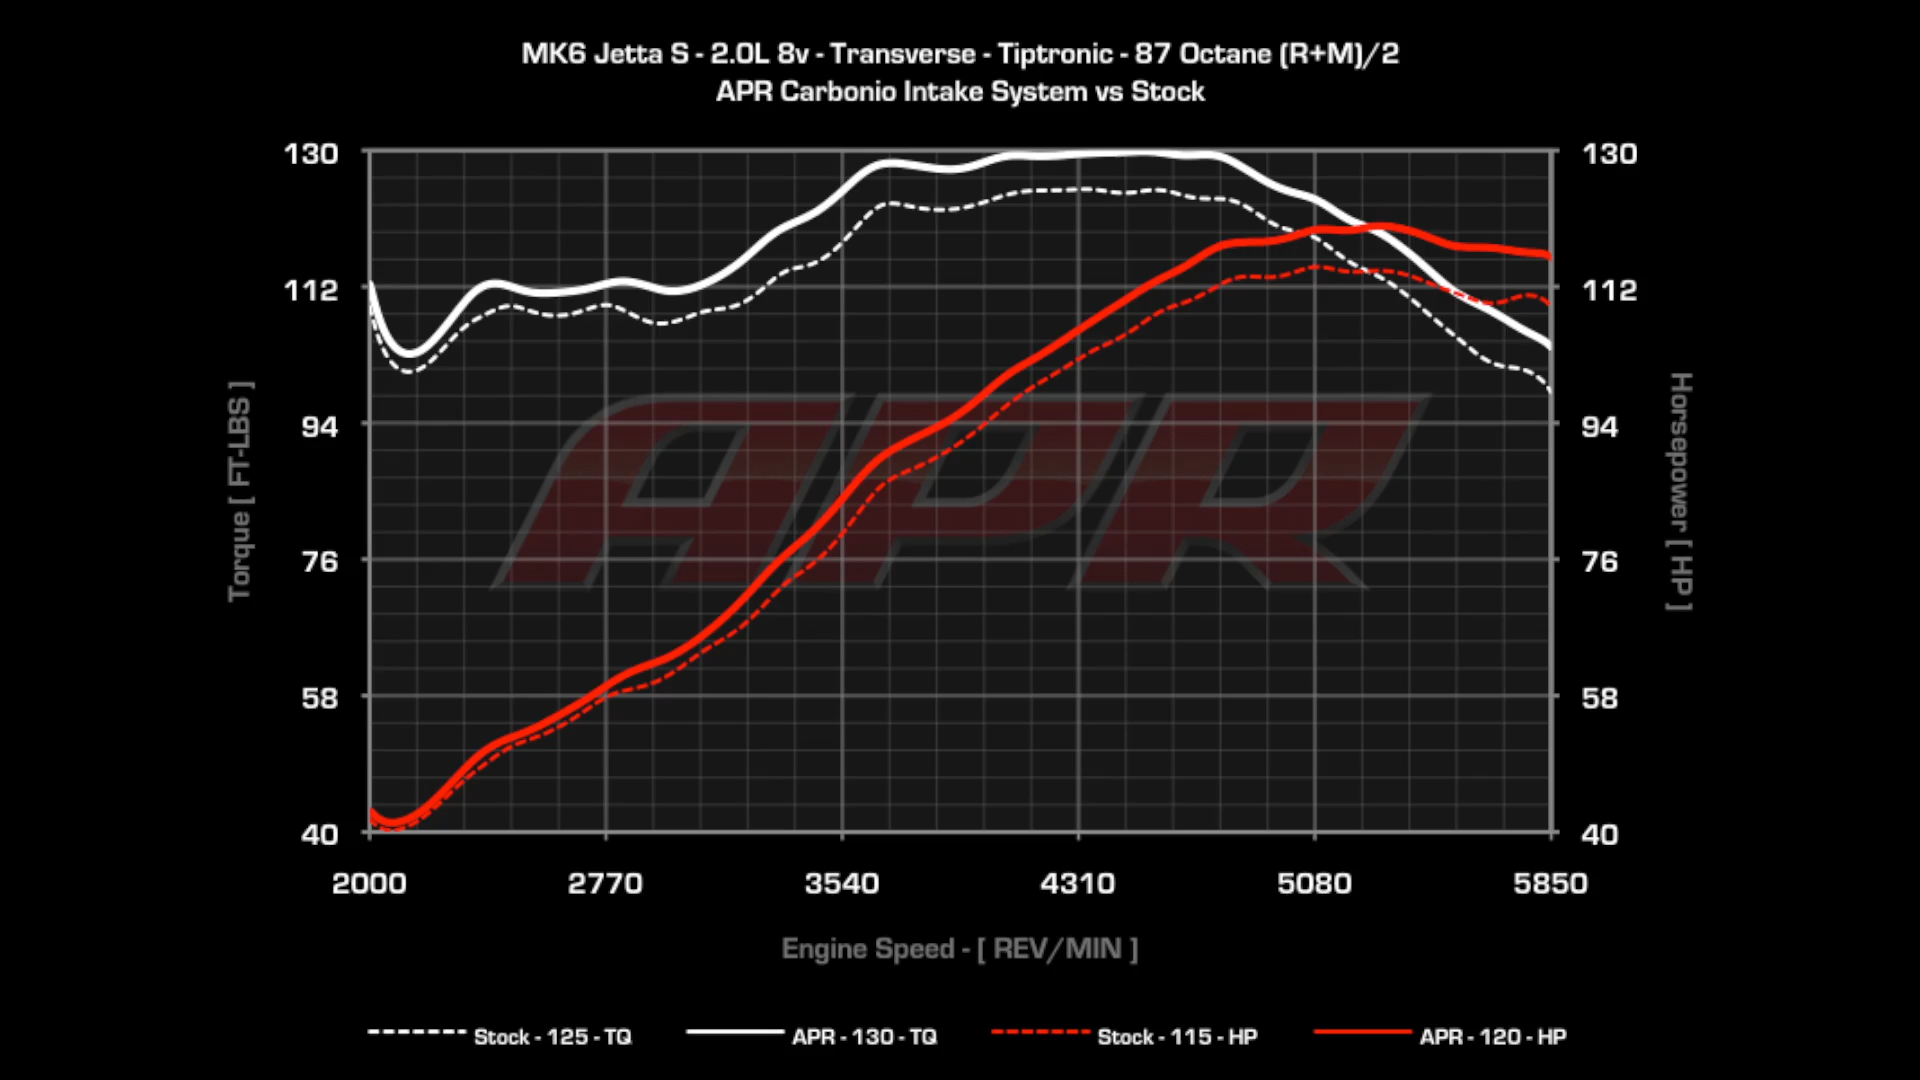 MK6 Jetta S - 2.0L 8v - Transverse - Tiptronic - 87 Octane (R+M)/2
APR Carbonio Intake System vs Stock
130
130
112
112
94
94
76
76
58
58
40
40
Torque [ FT-LBS ]
Horsepower [ HP ]
APR
2000 2770 3540 4310 5080 5850
Engine Speed - [ REV/MIN ]
Stock - 125 - TQ APR - 130 - TQ Stock - 115 - HP APR - 120 - HP